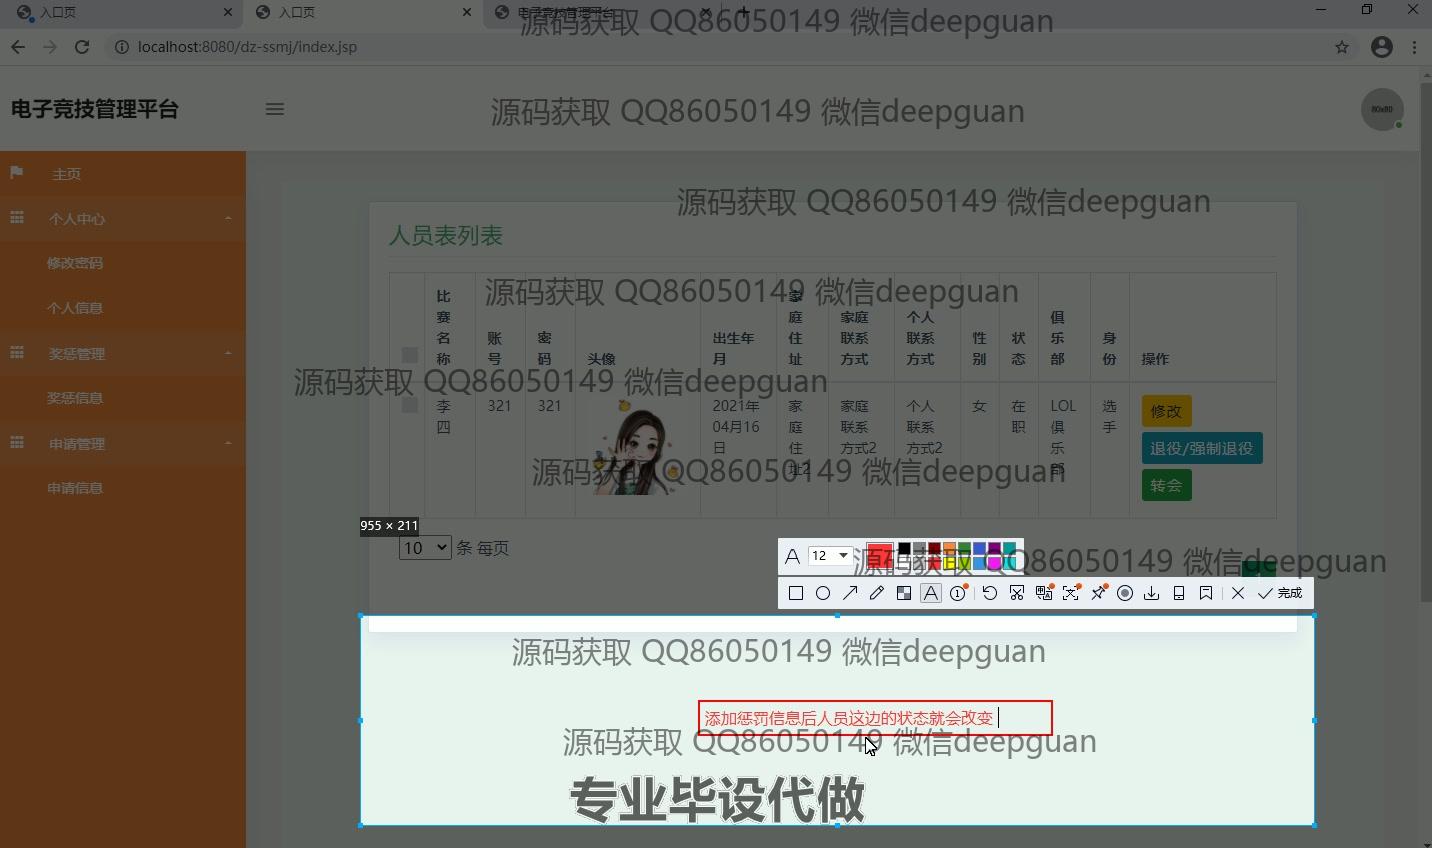 入口页
入口页
电子竞技管理平台
源码获取 QQ86050149 微信deepguan
localhost:8080/dz-ssmj/index.jsp
电子竞技管理平台
源码获取 QQ86050149 微信deepguan
80x80
主页
源码获取 QQ86050149 微信deepguan
个人中心
人员表列表
修改密码
源码获取 QQ86050149 微信deepguan
个人信息
比赛名称 账号 密码 头像 出生年月 家庭住址 家庭联系方式 个人联系方式 性别 状态 俱乐部 身份 操作
奖惩管理
源码获取 QQ86050149 微信deepguan
奖惩信息
李四 321 321 2021年04月16日 家庭住址2 家庭联系方式2 个人联系方式2 女 在职 LOL俱乐部 选手 修改
申请管理
退役/强制退役
源码获取 QQ86050149 微信deepguan
申请信息
转会
955 × 211
10 条 每页
A 12
源码获取 QQ86050149 微信deepguan
完成
源码获取 QQ86050149 微信deepguan
添加惩罚信息后人员这边的状态就会改变
源码获取 QQ86050149 微信deepguan
专业毕设代做